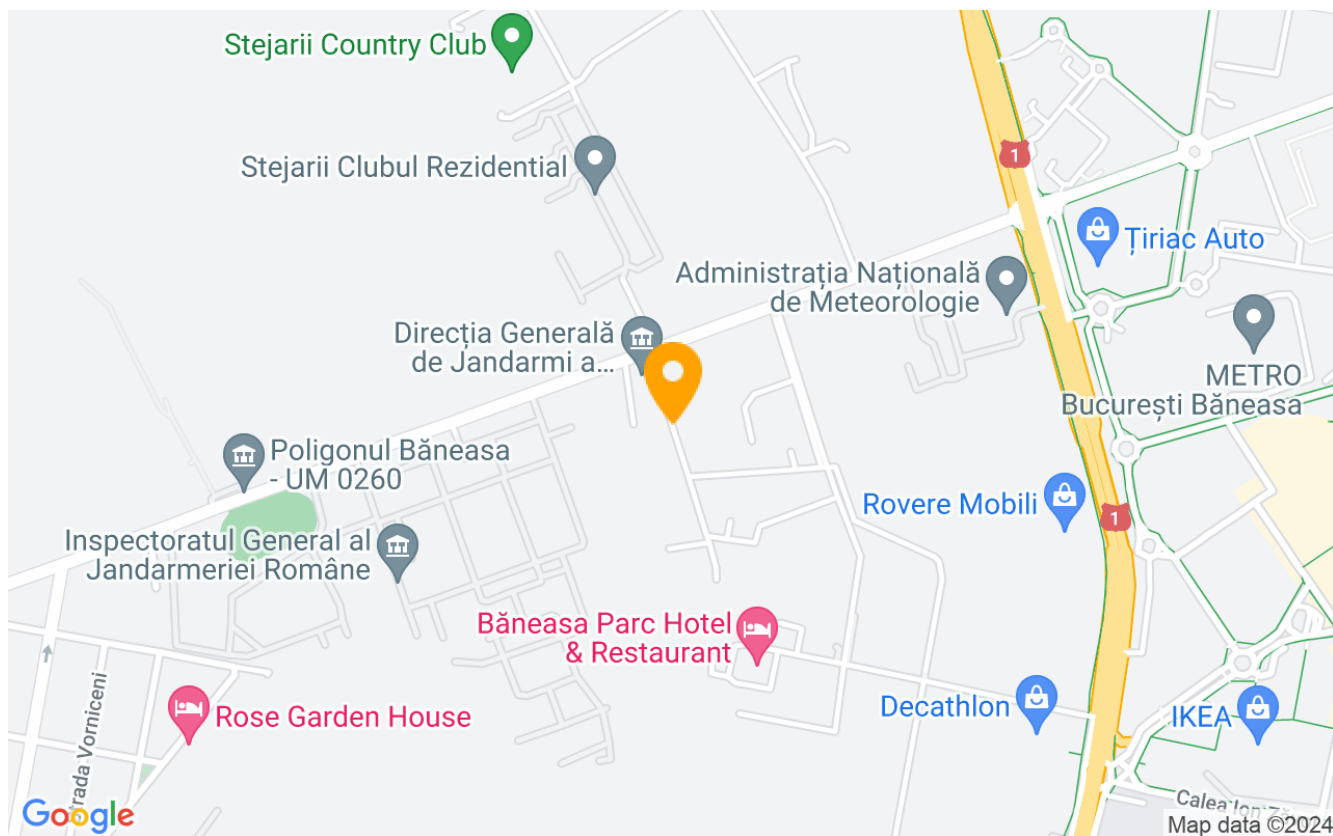 Stejarii Country Club
Stejarii Clubul Rezidential
1
Țiriac Auto
Administrația Națională
de Meteorologie
Direcția Generală
de Jandarmi a...
METRO
București Băneasa
Poligonul Băneasa
- UM 0260
Rovere Mobili
1
Inspectoratul General al
Jandarmeriei Române
Băneasa Parc Hotel
& Restaurant
Rose Garden House
Decathlon
IKEA
Vorniceni
Calea Ion
Google
Map data ©2024